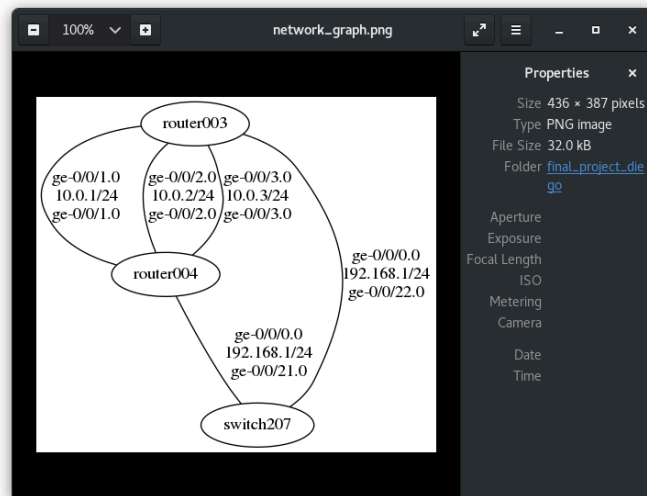 100%
network_graph.png
Properties
Size 436 × 387 pixels
Type PNG image
File Size 32.0 kB
Folder final_project_die
go
Aperture
Exposure
Focal Length
ISO
Metering
Camera
Date
Time
router003
ge-0/0/1.0
10.0.1/24
ge-0/0/1.0
ge-0/0/2.0
10.0.2/24
ge-0/0/2.0
ge-0/0/3.0
10.0.3/24
ge-0/0/3.0
ge-0/0/0.0
192.168.1/24
ge-0/0/22.0
router004
ge-0/0/0.0
192.168.1/24
ge-0/0/21.0
switch207